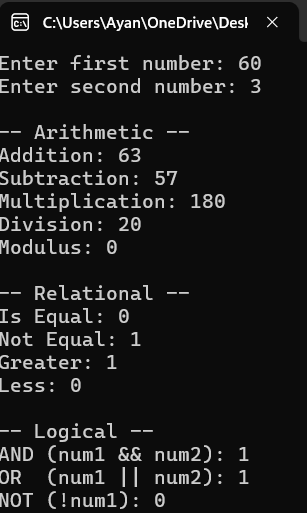 C:\Users\Ayan\OneDrive\Desk
Enter first number: 60
Enter second number: 3
-- Arithmetic --
Addition: 63
Subtraction: 57
Multiplication: 180
Division: 20
Modulus: 0
-- Relational --
Is Equal: 0
Not Equal: 1
Greater: 1
Less: 0
-- Logical --
AND (num1 && num2): 1
OR  (num1 || num2): 1
NOT (!num1): 0